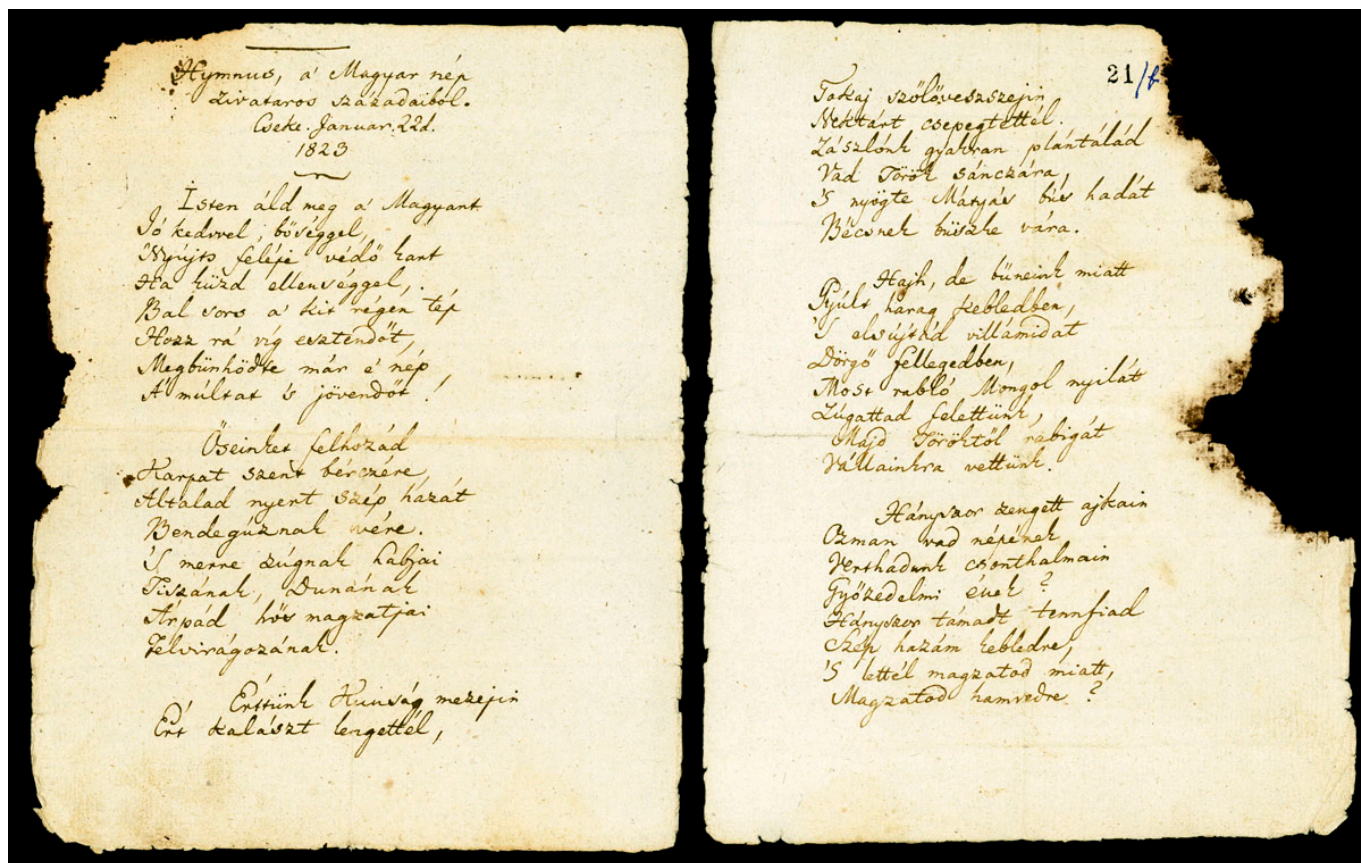 Hymnus, a' Magyar nép
zivataros századaiból.
Cseke. Januar. 22d.
1823
Isten áld meg a' Magyart
Jó kedvvel, bőséggel,
Nyújts feléje védő kart
Ha küzd ellenséggel,
Bal sors a' kit régen tép
Hozz rá víg esztendőt,
Megbünhödte már e' nép
A' múltat 's jövendőt!
Őseinket felhozád
Kárpát szent bérczére,
Általad nyert szép hazát
Bendegúznak vére.
'S merre zúgnak habjai
Tiszának, Dunának
Árpád hős magzatjai
Felvirágozának.
Értünk Kunság mezejin
Ért kalászt lengettél,
21/b
Tokaj szőlővesszejin
Nektárt csepegtettél.
Zászlónk gyakran plántálád
Vad Török sánczára,
'S nyögte Mátyás bús hadát
Bécsnek büszke vára.
Hajh, de bűneink miatt
Gyúlt harag kebledben,
'S elsújtád villámidat
Dörgő fellegedben,
Most rabló Mongol nyilát
Zúgattad felettünk,
Majd Töröktől rabigát
Vállainkra vettünk.
Hányszor zengett ajkain
Ozman vad népének
Vert hadunk csonthalmain
Győzedelmi ének?
Hányszor támadt tennfiad
Szép hazám kebledre,
'S lettél magzatod miatt,
Magzatod hamvedre?